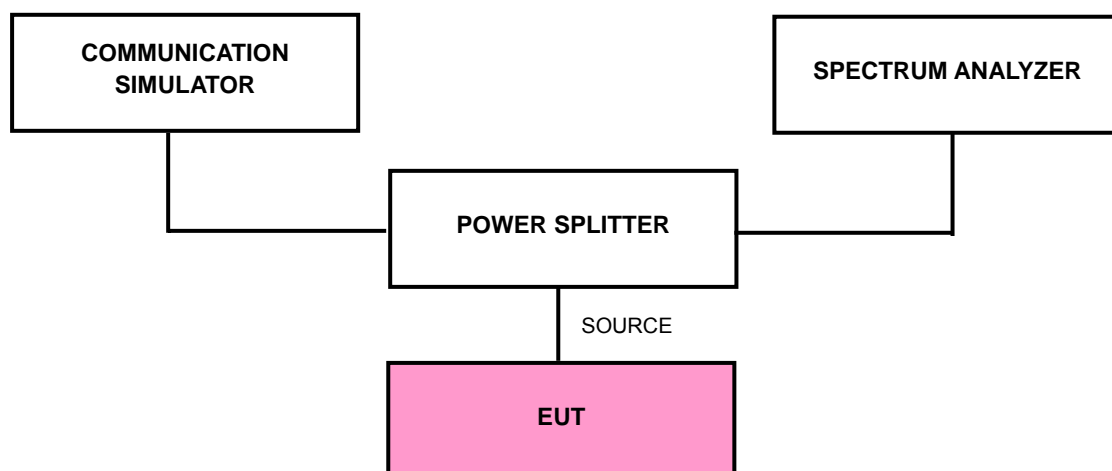 COMMUNICATION
SIMULATOR
SPECTRUM ANALYZER
POWER SPLITTER
SOURCE
EUT